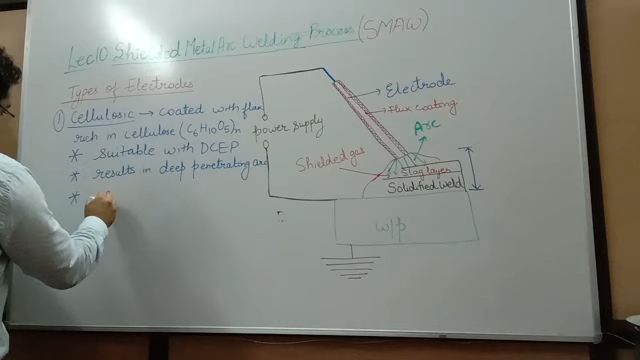 Lec10 Shielded Metal Arc Welding Process (SMAW)
Types of Electrodes
① Cellulosic → coated with flux
rich in cellulose (C6H10O5)n
* Suitable with DCEP
* results in deep penetrating arc
*
power supply
Electrode
Flux coating
Arc
Shielded gas
Slag layer
Solidified weld
w/p